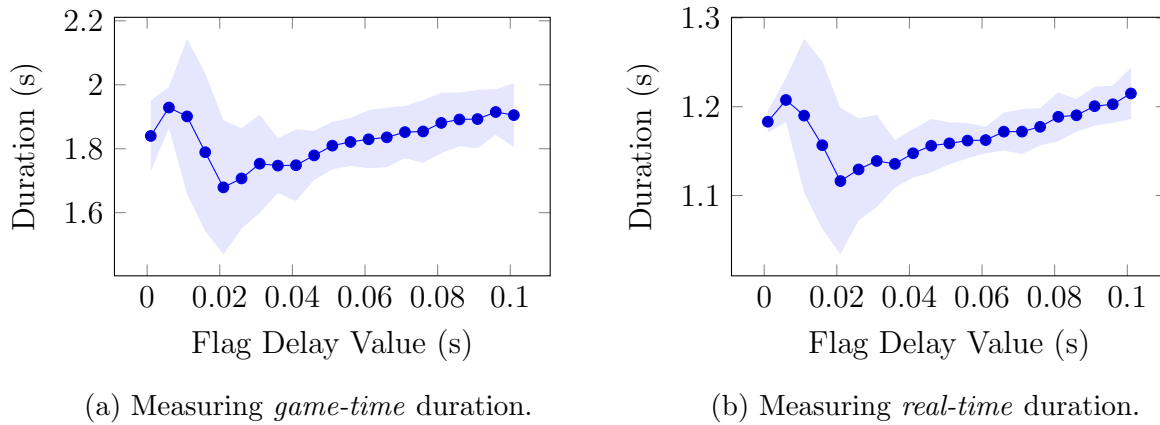 2.2
2
1.8
1.6
Duration (s)
0 0.02 0.04 0.06 0.08 0.1
Flag Delay Value (s)
(a) Measuring game-time duration.
1.3
1.2
1.1
Duration (s)
0 0.02 0.04 0.06 0.08 0.1
Flag Delay Value (s)
(b) Measuring real-time duration.